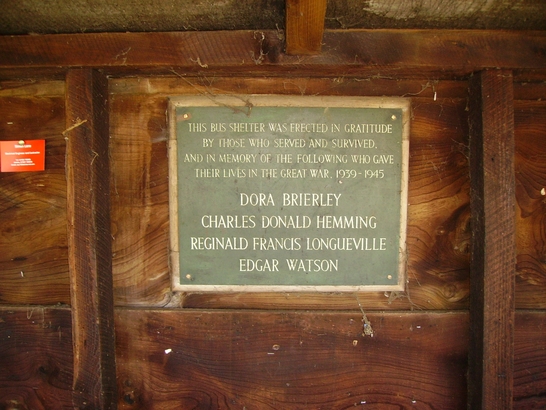 THIS BUS SHELTER WAS ERECTED IN GRATITUDE
BY THOSE WHO SERVED AND SURVIVED,
AND IN MEMORY OF THE FOLLOWING WHO GAVE
THEIR LIVES IN THE GREAT WAR, 1939-1945
DORA BRIERLEY
CHARLES DONALD HEMMING
REGINALD FRANCIS LONGUEVILLE
EDGAR WATSON